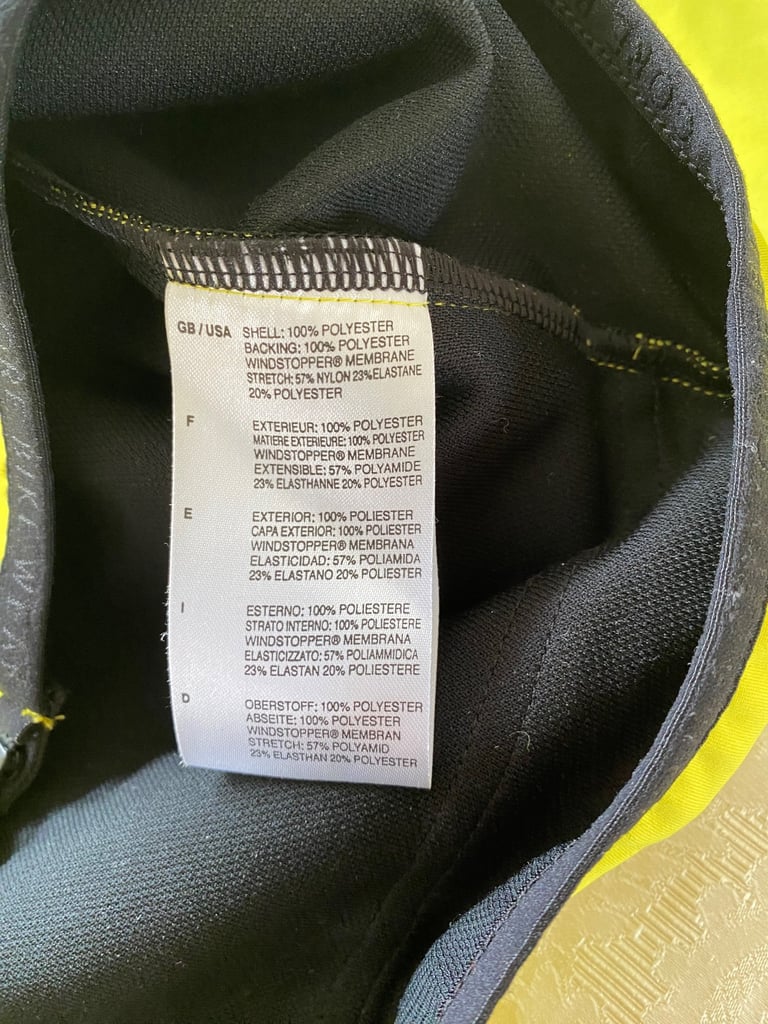 GB / USA SHELL: 100% POLYESTER
BACKING: 100% POLYESTER
WINDSTOPPER® MEMBRANE
STRETCH: 57% NYLON 23%ELASTANE
20% POLYESTER
F EXTERIEUR: 100% POLYESTER
MATIERE EXTERIEURE: 100% POLYESTER
WINDSTOPPER® MEMBRANE
EXTENSIBLE: 57% POLYAMIDE
23% ELASTHANNE 20% POLYESTER
E EXTERIOR: 100% POLIESTER
CAPA EXTERIOR: 100% POLIESTER
WINDSTOPPER® MEMBRANA
ELASTICIDAD: 57% POLIAMIDA
23% ELASTANO 20% POLIESTER
I ESTERNO: 100% POLIESTERE
STRATO INTERNO: 100% POLIESTERE
WINDSTOPPER® MEMBRANA
ELASTICIZZATO: 57% POLIAMMIDICA
23% ELASTAN 20% POLIESTERE
D OBERSTOFF: 100% POLYESTER
ABSEITE: 100% POLYESTER
WINDSTOPPER® MEMBRAN
STRETCH: 57% POLYAMID
23% ELASTHAN 20% POLYESTER